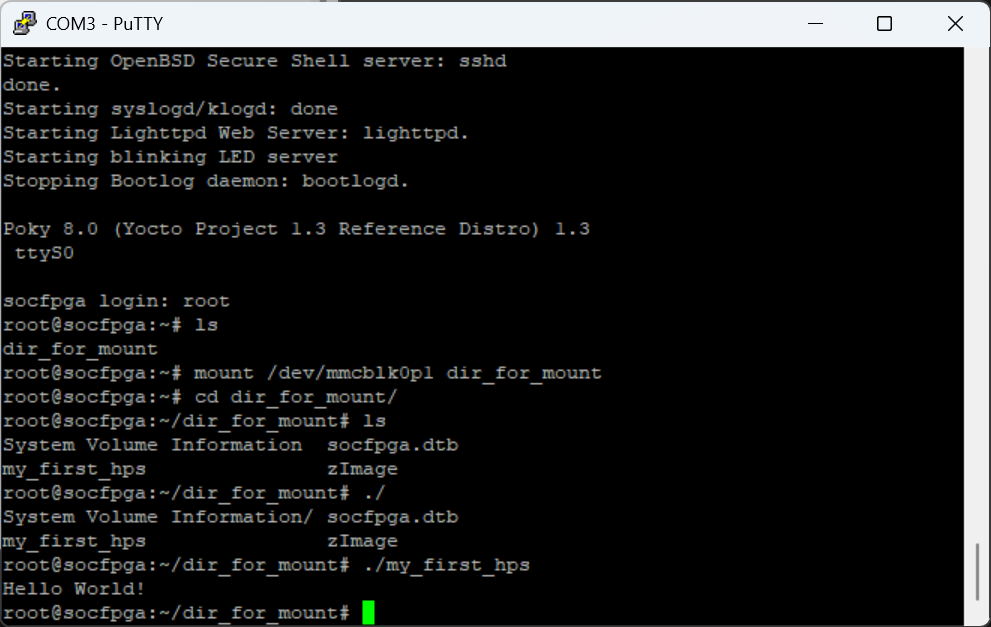 COM3 - PuTTY
Starting OpenBSD Secure Shell server: sshd
done.
Starting syslogd/klogd: done
Starting Lighttpd Web Server: lighttpd.
Starting blinking LED server
Stopping Bootlog daemon: bootlogd.
Poky 8.0 (Yocto Project 1.3 Reference Distro) 1.3
ttyS0
socfpga login: root
root@socfpga:~# ls
dir_for_mount
root@socfpga:~# mount /dev/mmcblk0p1 dir_for_mount
root@socfpga:~# cd dir_for_mount/
root@socfpga:~/dir_for_mount# ls
System Volume Information  socfpga.dtb
my_first_hps               zImage
root@socfpga:~/dir_for_mount# ./
System Volume Information/ socfpga.dtb
my_first_hps               zImage
root@socfpga:~/dir_for_mount# ./my_first_hps
Hello World!
root@socfpga:~/dir_for_mount#